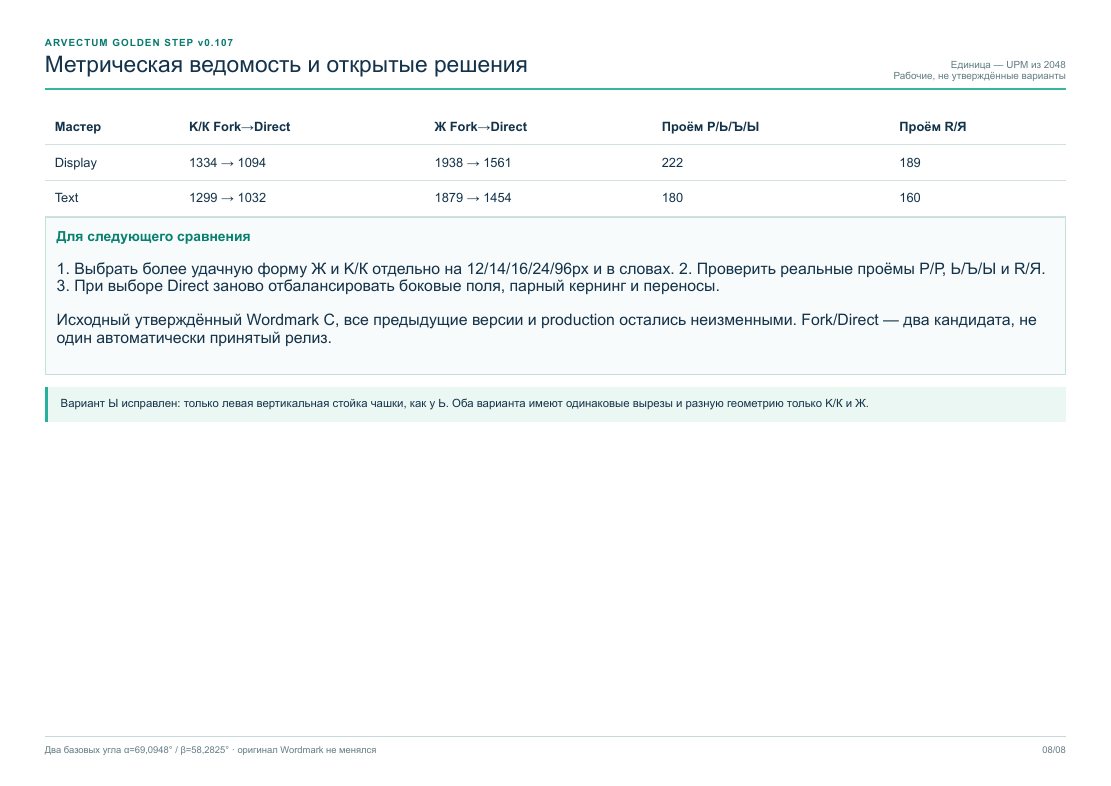 ARVECTUM GOLDEN STEP v0.107
Метрическая ведомость и открытые решения
Единица — UPM из 2048
Рабочие, не утверждённые варианты
Мастер K/К Fork→Direct Ж Fork→Direct Проём P/Ь/Ъ/Ы Проём R/Я
Display 1334 → 1094 1938 → 1561 222 189
Text 1299 → 1032 1879 → 1454 180 160
Для следующего сравнения
1. Выбрать более удачную форму Ж и K/К отдельно на 12/14/16/24/96px и в словах. 2. Проверить реальные проёмы P/Р, Ь/Ъ/Ы и R/Я.
3. При выборе Direct заново отбалансировать боковые поля, парный кернинг и переносы.
Исходный утверждённый Wordmark C, все предыдущие версии и production остались неизменными. Fork/Direct — два кандидата, не
один автоматически принятый релиз.
Вариант Ы исправлен: только левая вертикальная стойка чашки, как у Ь. Оба варианта имеют одинаковые вырезы и разную геометрию только K/К и Ж.
Два базовых угла α=69,0948° / β=58,2825° · оригинал Wordmark не менялся
08/08